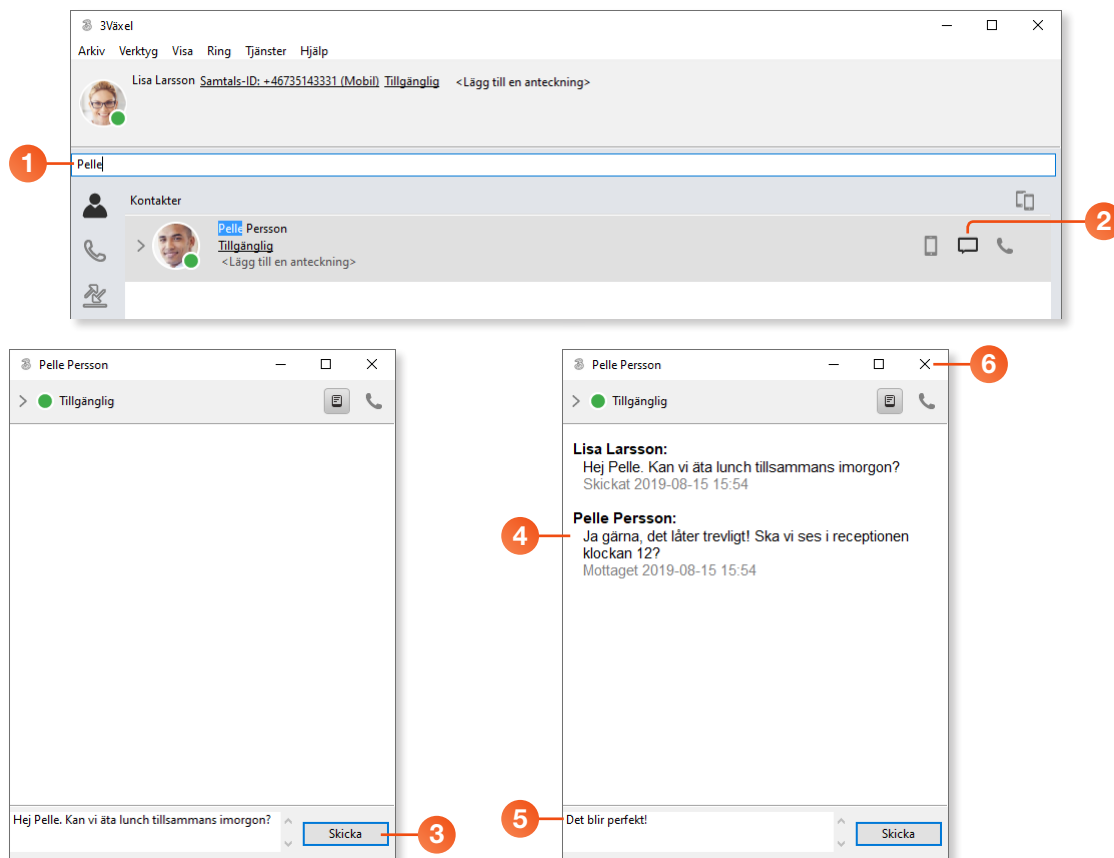 3Växel
Arkiv Verktyg Visa Ring Tjänster Hjälp
Lisa Larsson Samtals-ID: +46735143331 (Mobil) Tillgänglig <Lägg till en anteckning>
1
Pelle
Kontakter
2
Pelle Persson
Tillgänglig
<Lägg till en anteckning>
Pelle Persson
Tillgänglig
Hej Pelle. Kan vi äta lunch tillsammans imorgon?
Skicka
3
Pelle Persson
6
Tillgänglig
Lisa Larsson:
Hej Pelle. Kan vi äta lunch tillsammans imorgon?
Skickat 2019-08-15 15:54
Pelle Persson:
4
Ja gärna, det låter trevligt! Ska vi ses i receptionen
klockan 12?
Mottaget 2019-08-15 15:54
5
Det blir perfekt!
Skicka